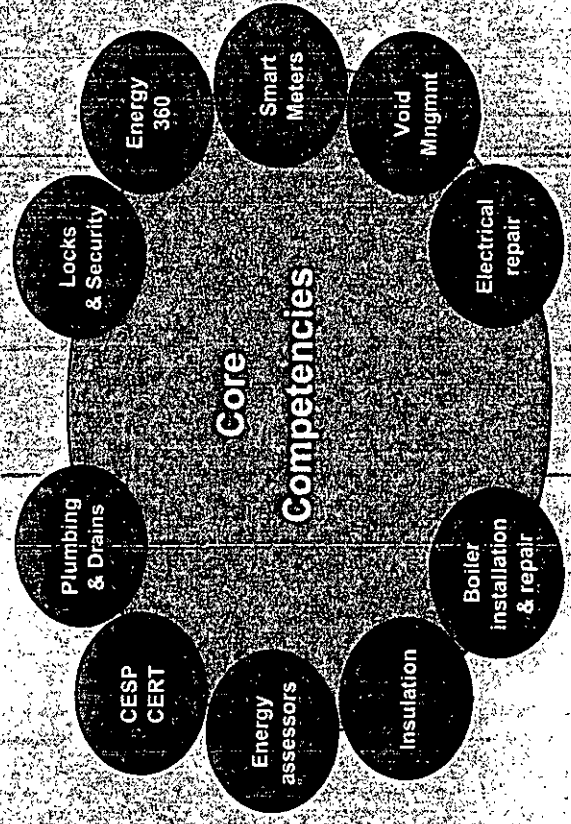 Plumbing
& Drains
Locks
& Security
CESP
CERT
Energy
360
Core
Competencies
Energy
assessors
Smart
Meters
Insulation
Void
Mngmnt
Boiler
installation
& repair
Electrical
repair